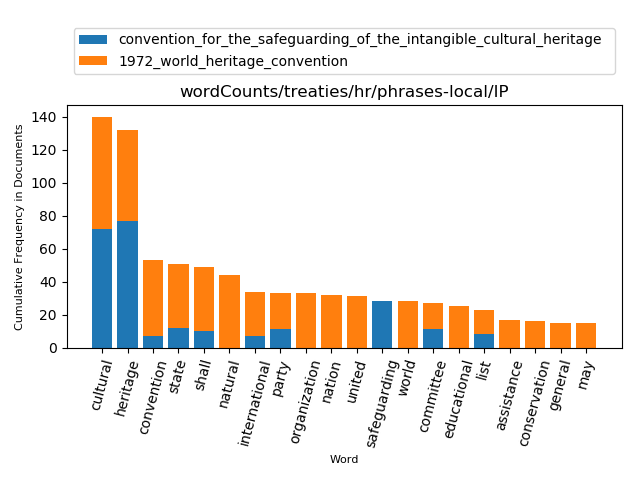 convention_for_the_safeguarding_of_the_intangible_cultural_heritage
1972_world_heritage_convention
wordCounts/treaties/hr/phrases-local/IP
Cumulative Frequency in Documents
140
120
100
80
60
40
20
0
cultural
heritage
convention
state
shall
natural
international
party
organization
nation
united
safeguarding
world
committee
educational
list
assistance
conservation
general
may
Word